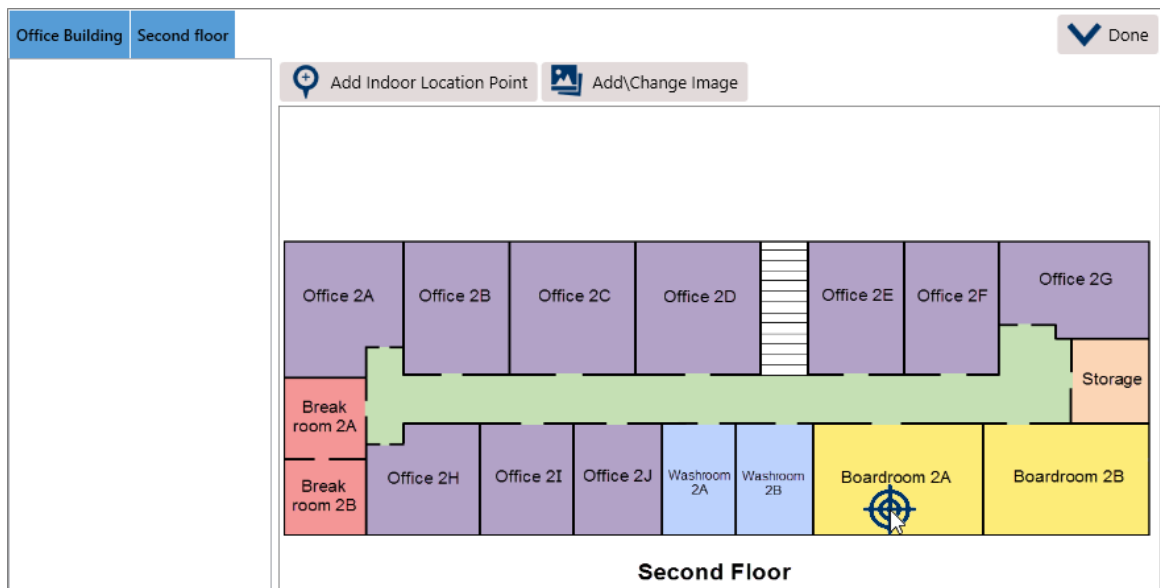 Office Building
Second floor
Done
Add Indoor Location Point
Add\Change Image
Office 2A
Office 2B
Office 2C
Office 2D
Office 2E
Office 2F
Office 2G
Storage
Break
room 2A
Break
room 2B
Office 2H
Office 2I
Office 2J
Washroom
2A
Washroom
2B
Boardroom 2A
Boardroom 2B
Second Floor